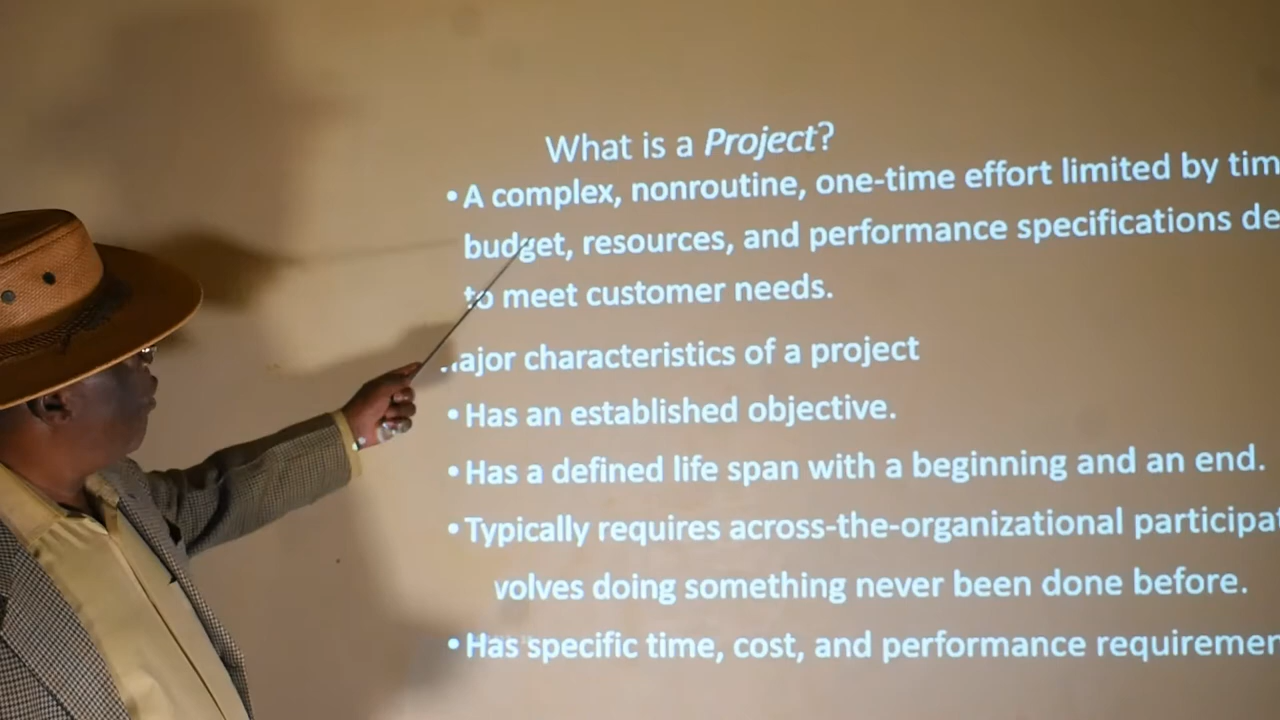 What is a Project?
• A complex, nonroutine, one-time effort limited by tim
budget, resources, and performance specifications de
to meet customer needs.
ajor characteristics of a project
• Has an established objective.
• Has a defined life span with a beginning and an end.
• Typically requires across-the-organizational participat
volves doing something never been done before.
• Has specific time, cost, and performance requiremen